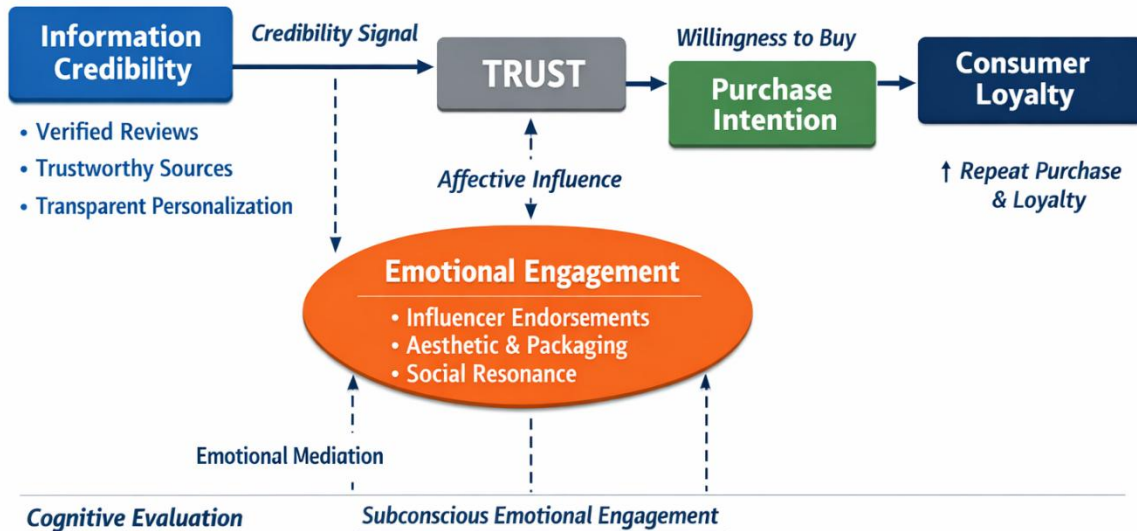 Information
Credibility
Credibility Signal
TRUST
Willingness to Buy
Purchase
Intention
Consumer
Loyalty
• Verified Reviews
• Trustworthy Sources
• Transparent Personalization
Affective Influence
↑ Repeat Purchase
& Loyalty
Emotional Engagement
• Influencer Endorsements
• Aesthetic & Packaging
• Social Resonance
Emotional Mediation
Cognitive Evaluation
Subconscious Emotional Engagement